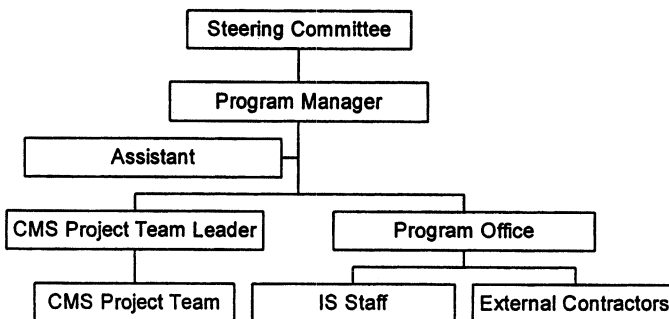 Steering Committee
Program Manager
Assistant
CMS Project Team Leader
Program Office
CMS Project Team
IS Staff
External Contractors